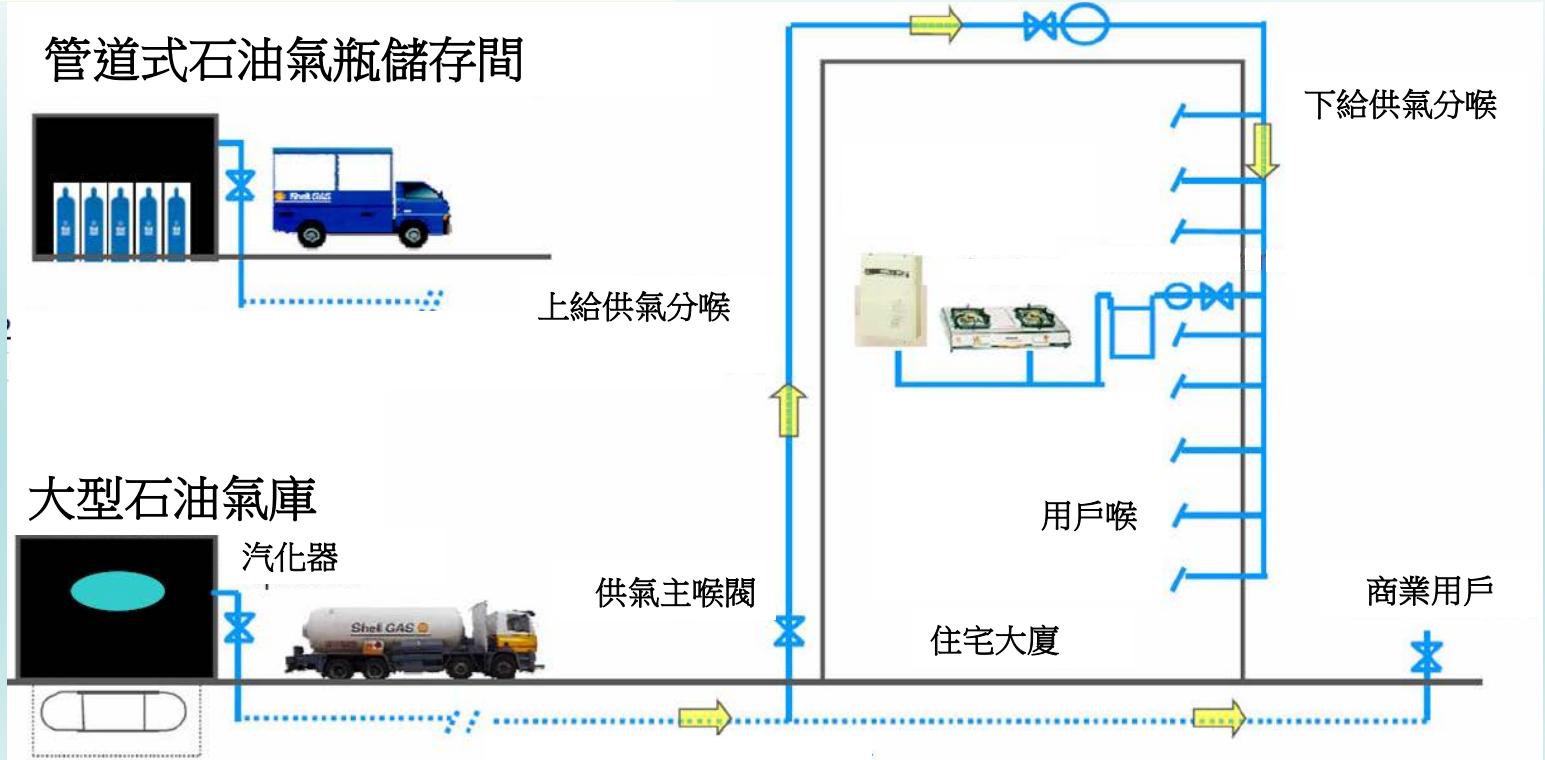 管道式石油氣瓶儲存間
下給供氣分喉
Shell GAS
上給供氣分喉
大型石油氣庫
用戶喉
汽化器
供氣主喉閥
商業用戶
Shell GAS
住宅大廈